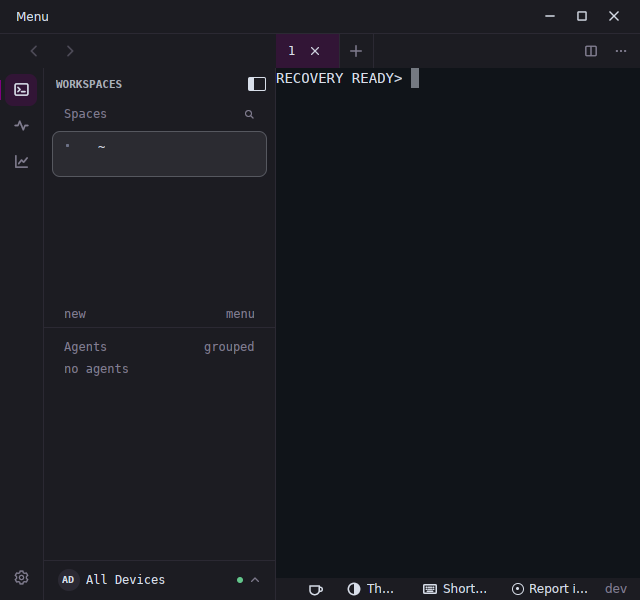 Menu
1
RECOVERY READY>
WORKSPACES
Spaces
~
new menu
Agents grouped
no agents
AD All Devices
Th... Short... Report i... dev